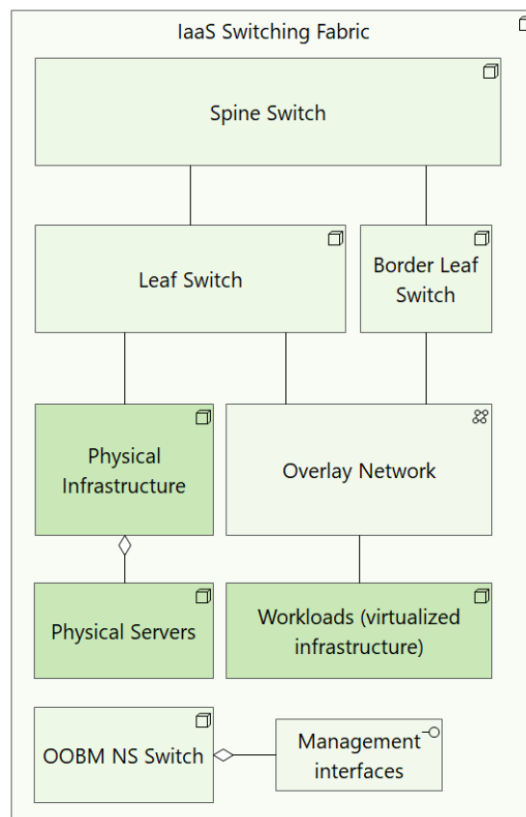 IaaS Switching Fabric
Spine Switch
Leaf Switch
Border Leaf
Switch
Physical
Infrastructure
Overlay Network
Physical Servers
Workloads (virtualized
infrastructure)
OOBM NS Switch
Management
interfaces